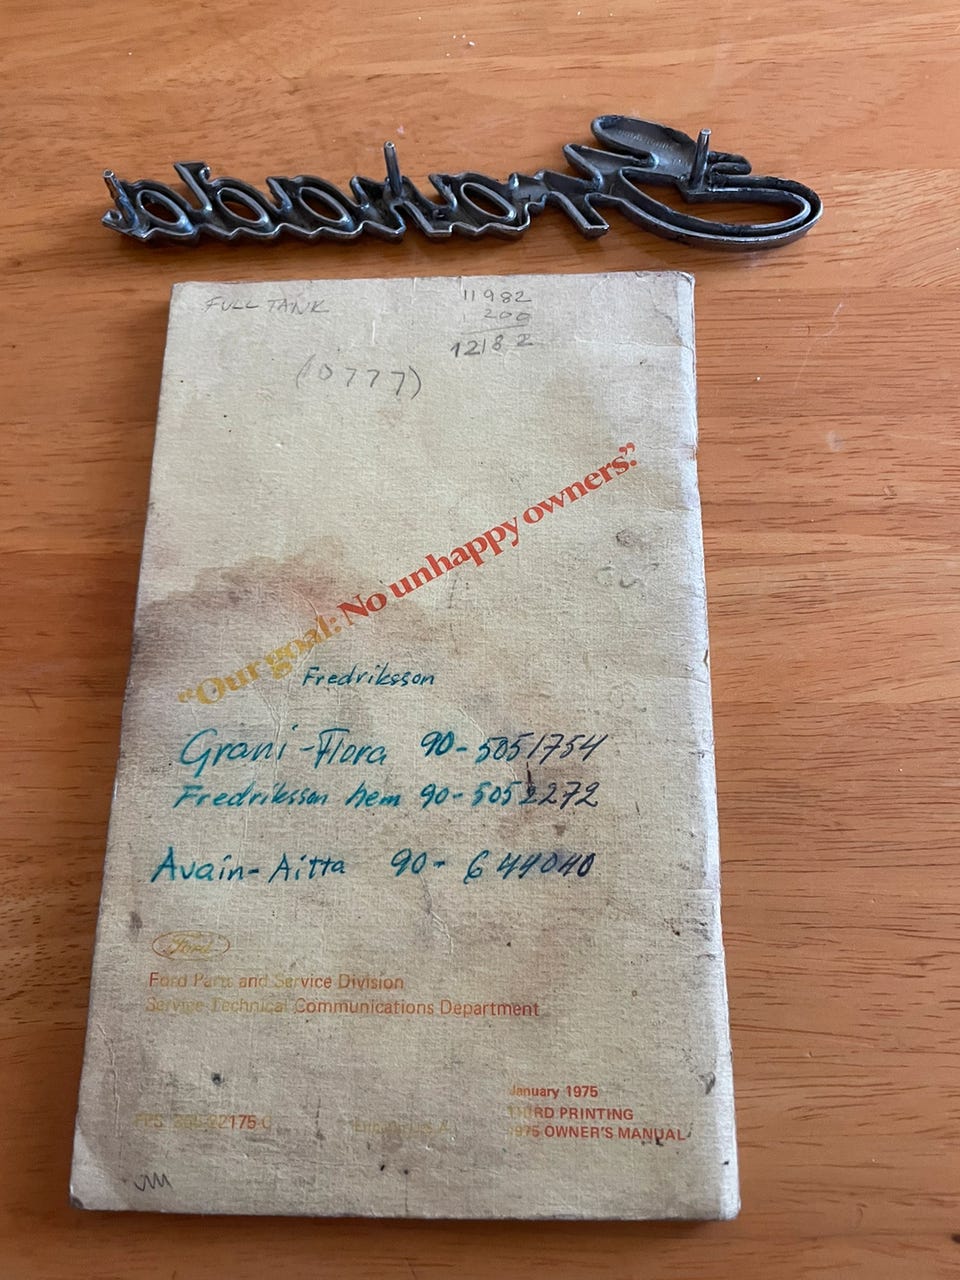 FULL TANK
11982
200
12182
(10777)
"Our goal: No unhappy owners."
Fredriksson
Grani-Flora 90-5051754
Fredriksson hem 90-5052272
Avain-Aitta 90-644040
Ford
Ford Parts and Service Division
Service Technical Communications Department
January 1975
THIRD PRINTING
1975 OWNER'S MANUAL